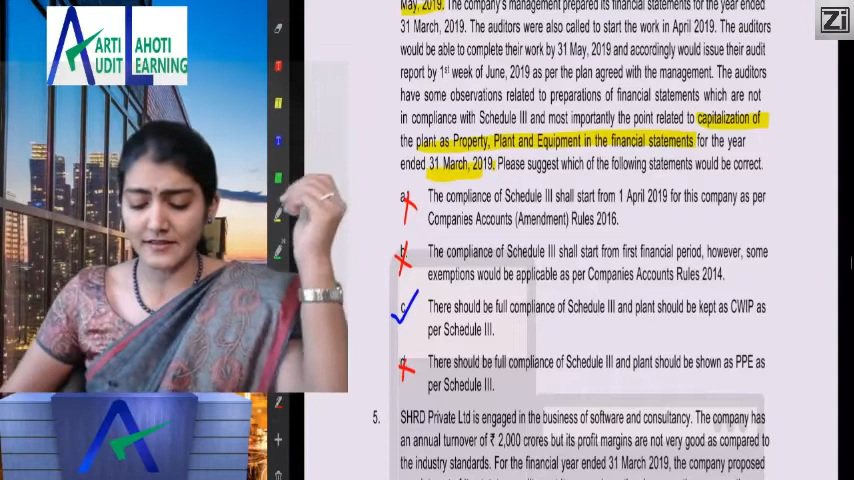 ARTI LAHOTI
AUDIT LEARNING
Zi
May, 2019. The company's management prepared its financial statements for the year ended
31 March, 2019. The auditors were also called to start the work in April 2019. The auditors
would be able to complete their work by 31 May, 2019 and accordingly would issue their audit
report by 1st week of June, 2019 as per the plan agreed with the management. The auditors
have some observations related to preparations of financial statements which are not
in compliance with Schedule III and most importantly the point related to capitalization of
the plant as Property, Plant and Equipment in the financial statements for the year
ended 31 March, 2019. Please suggest which of the following statements would be correct.
a. The compliance of Schedule III shall start from 1 April 2019 for this company as per
Companies Accounts (Amendment) Rules 2016.
b. The compliance of Schedule III shall start from first financial period, however, some
exemptions would be applicable as per Companies Accounts Rules 2014.
c. There should be full compliance of Schedule III and plant should be kept as CWIP as
per Schedule III.
d. There should be full compliance of Schedule III and plant should be shown as PPE as
per Schedule III.
5. SHRD Private Ltd is engaged in the business of software and consultancy. The company has
an annual turnover of ₹ 2,000 crores but its profit margins are not very good as compared to
the industry standards. For the financial year ended 31 March 2019, the company proposed